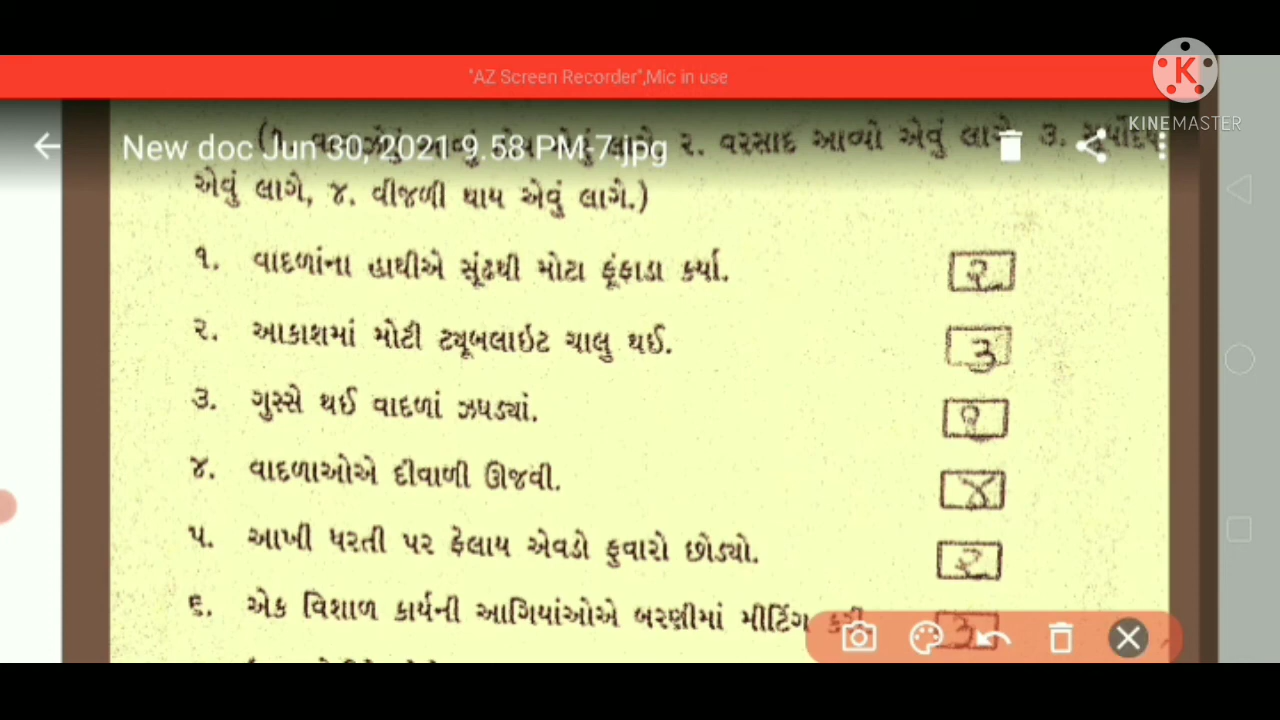 "AZ Screen Recorder",Mic in use
KINEMASTER
New doc Jun 30, 2021 9.58 PM-7.jpg
૨. વરસાદ આવ્યો એવું લાગે ૩. સૂર્યોદય
એવું લાગે, ૪. વીજળી થાય એવું લાગે.)
૧. વાદળાંના હાથીએ સૂંઢથી મોટા ફૂંફાડા કર્યા. ૨
૨. આકાશમાં મોટી ટ્યૂબલાઇટ ચાલુ થઈ. ૩
૩. ગુસ્સે થઈ વાદળાં ઝઘડ્યાં. ૧
૪. વાદળાઓએ દીવાળી ઊજવી. ૪
૫. આખી ધરતી પર ફેલાય એવડો ફુવારો છોડ્યો. ૨
૬. એક વિશાળ કાર્યની આગિયાંઓએ બરણીમાં મીટિંગ ૩